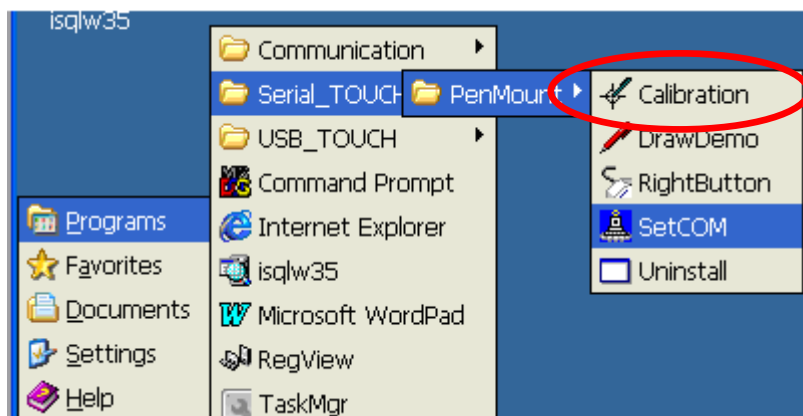 isqlw35
Communication
Serial_TOUCH
PenMount
Calibration
USB_TOUCH
DrawDemo
Command Prompt
RightButton
Programs
Internet Explorer
SetCOM
Favorites
isqlw35
Uninstall
Documents
Microsoft WordPad
Settings
RegView
Help
TaskMgr